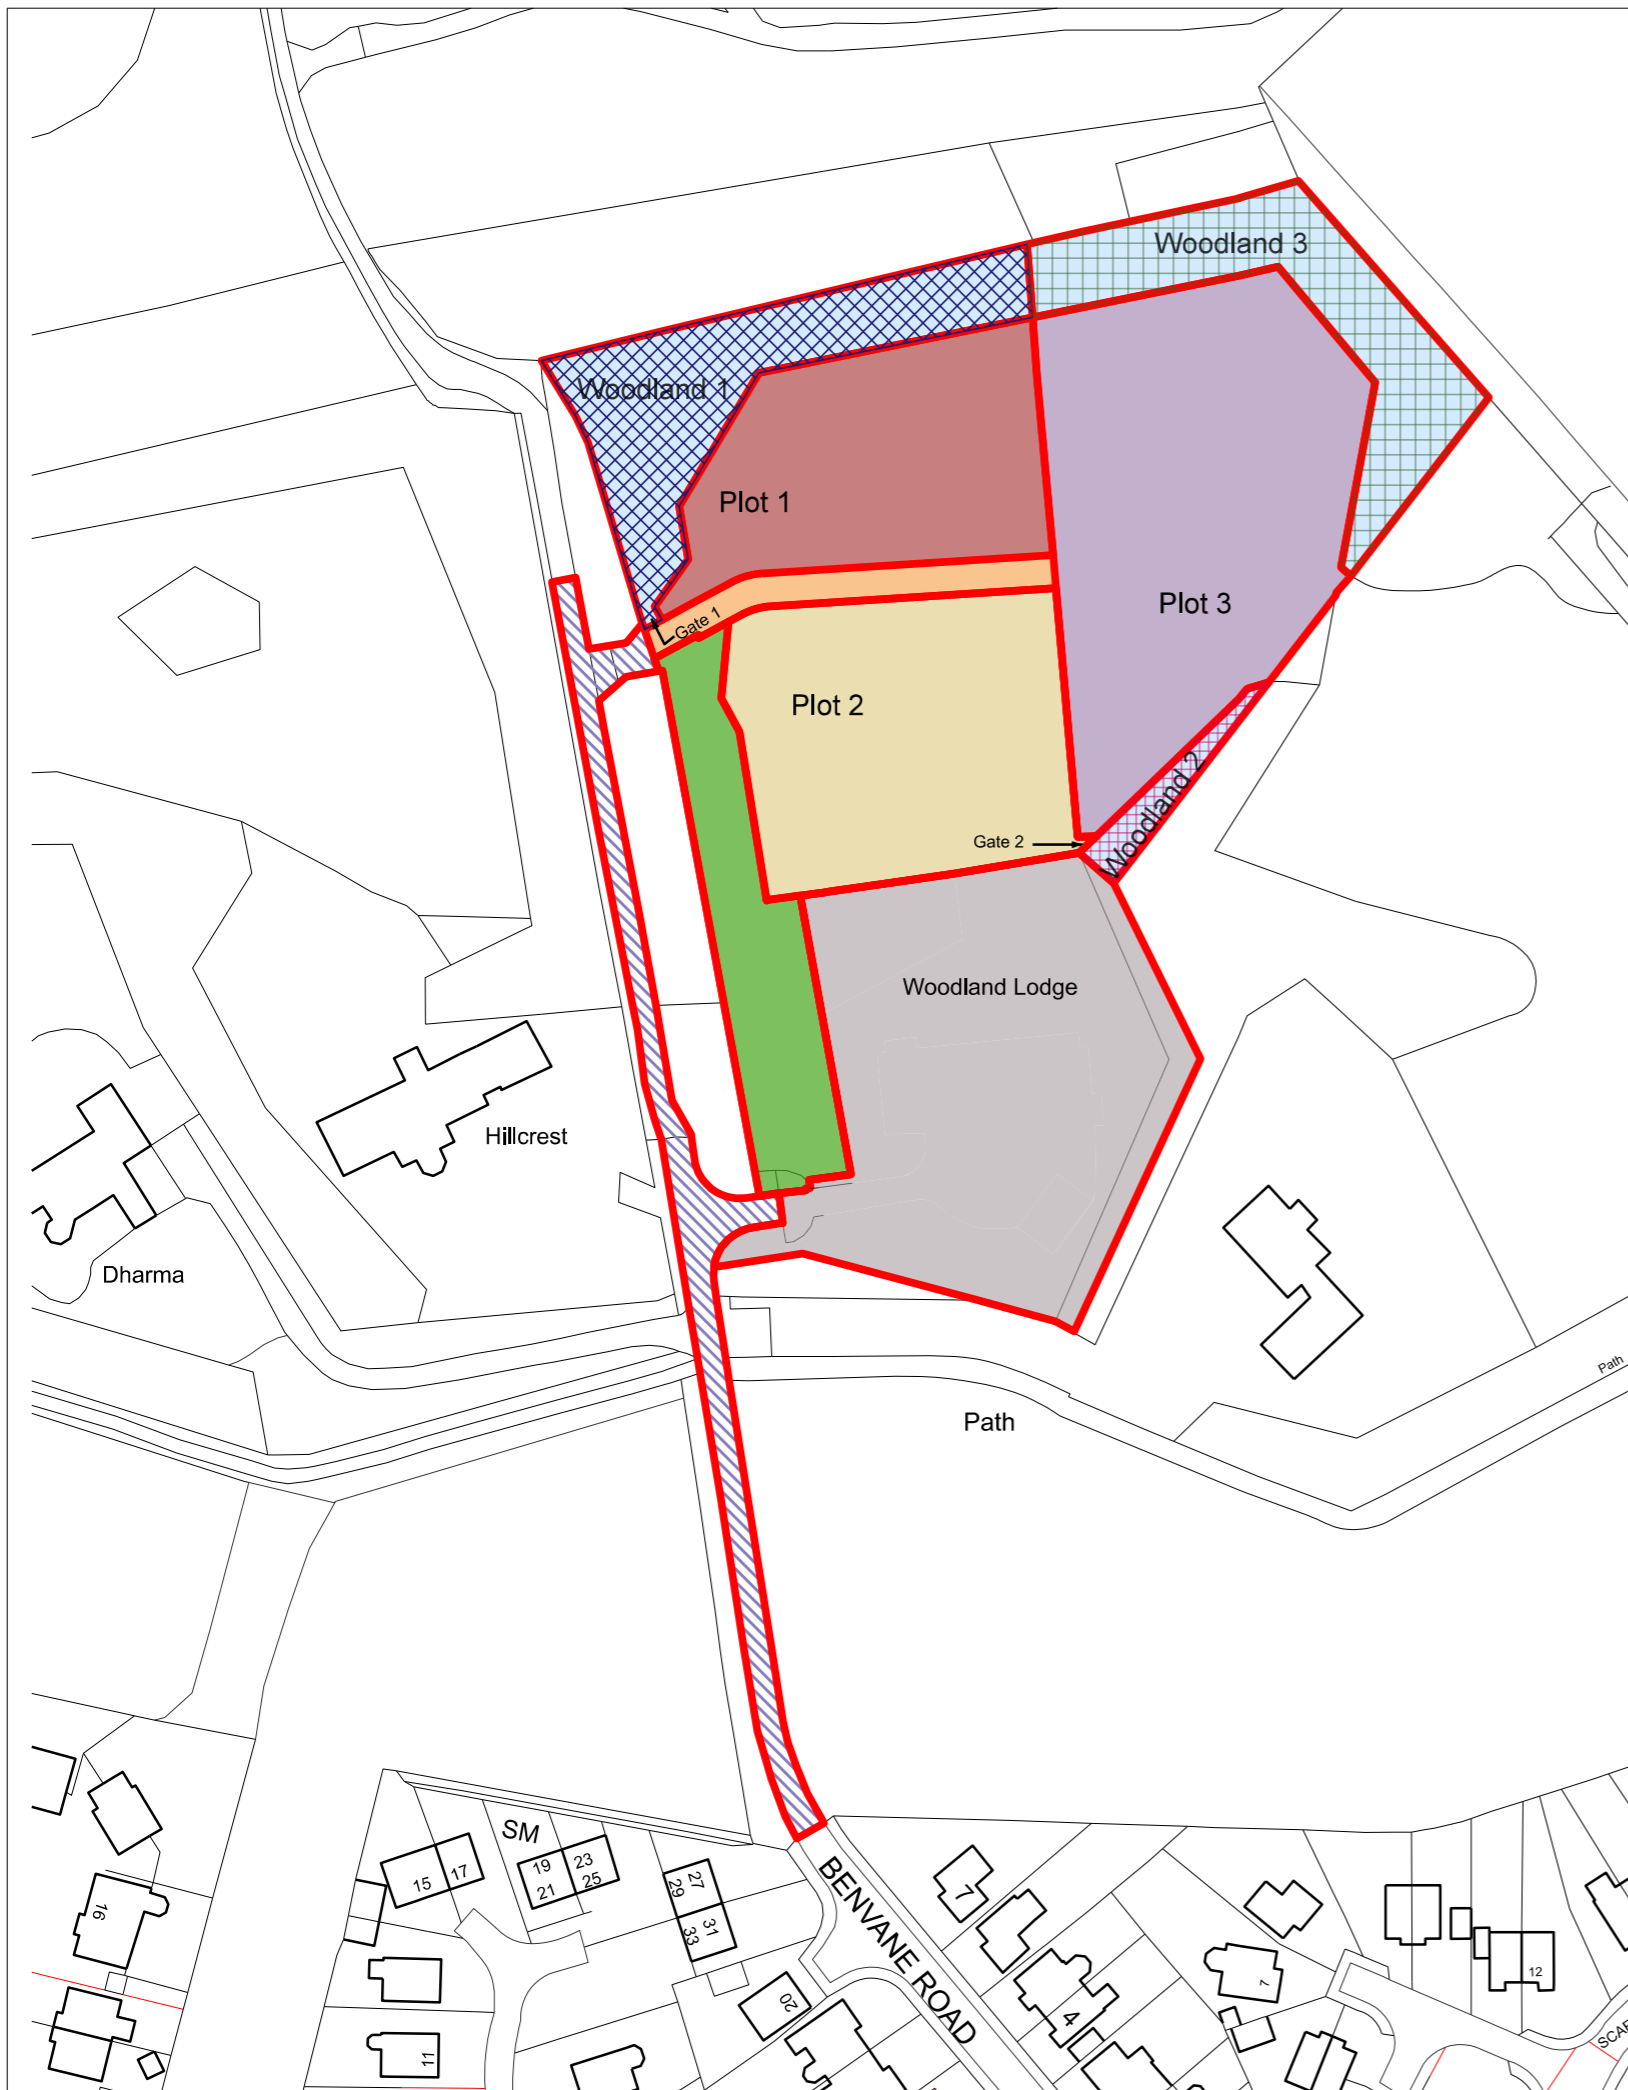 Woodland 3
Woodland 1
Plot 1
Plot 3
Gate 1
Plot 2
Woodland 2
Gate 2
Woodland Lodge
Hillcrest
Dharma
Path
Path
SM
15
17
19
21
23
25
27
29
31
33
16
11
20
BENVANE ROAD
7
4
7
12